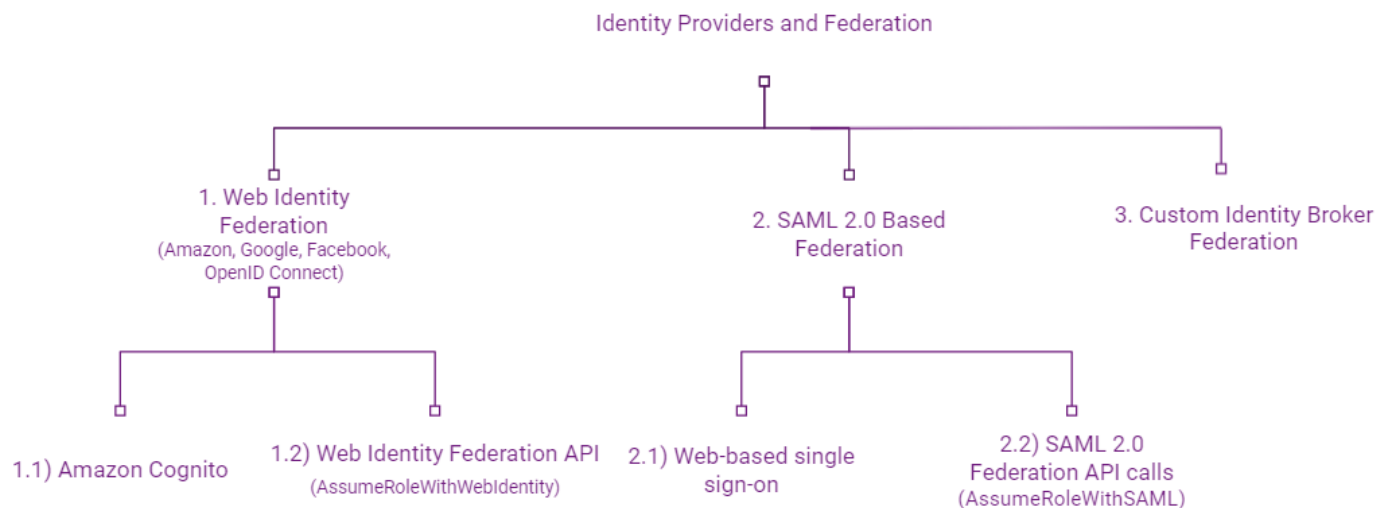 Identity Providers and Federation
1. Web Identity
Federation
(Amazon, Google, Facebook,
OpenID Connect)
2. SAML 2.0 Based
Federation
3. Custom Identity Broker
Federation
1.1) Amazon Cognito
1.2) Web Identity Federation API
(AssumeRoleWithWebIdentity)
2.1) Web-based single
sign-on
2.2) SAML 2.0
Federation API calls
(AssumeRoleWithSAML)